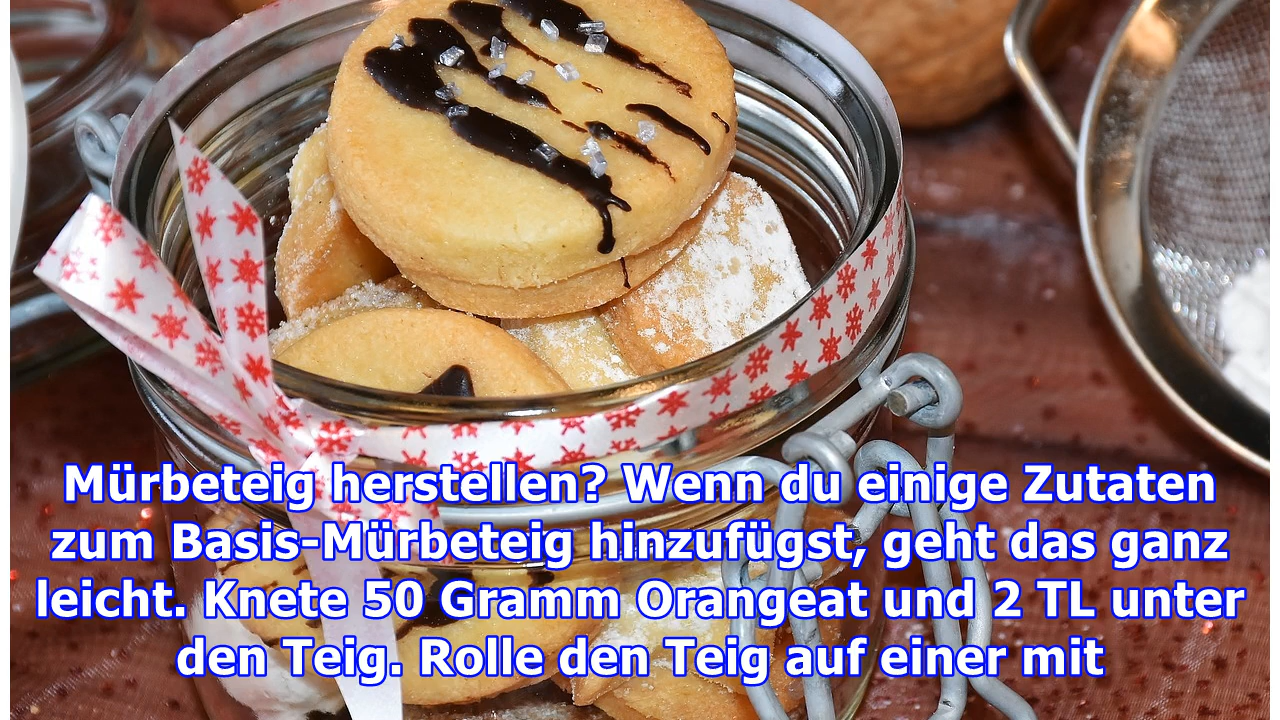 Mürbeteig herstellen? Wenn du einige Zutaten
zum Basis-Mürbeteig hinzufügst, geht das ganz
leicht. Knete 50 Gramm Orangeat und 2 TL unter
den Teig. Rolle den Teig auf einer mit